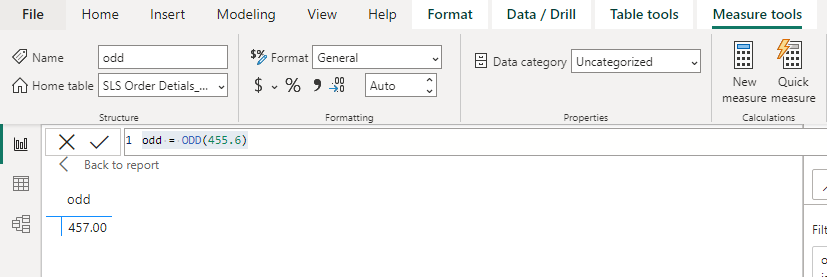 File Home Insert Modeling View Help Format Data / Drill Table tools Measure tools
Name odd
Home table SLS Order Detials_...
Structure
$% Format General
$ % , .00 .0 Auto
Formatting
Data category Uncategorized
Properties
New measure
Quick measure
Calculations
1 odd = ODD(455.6)
Back to report
odd
457.00
Filt